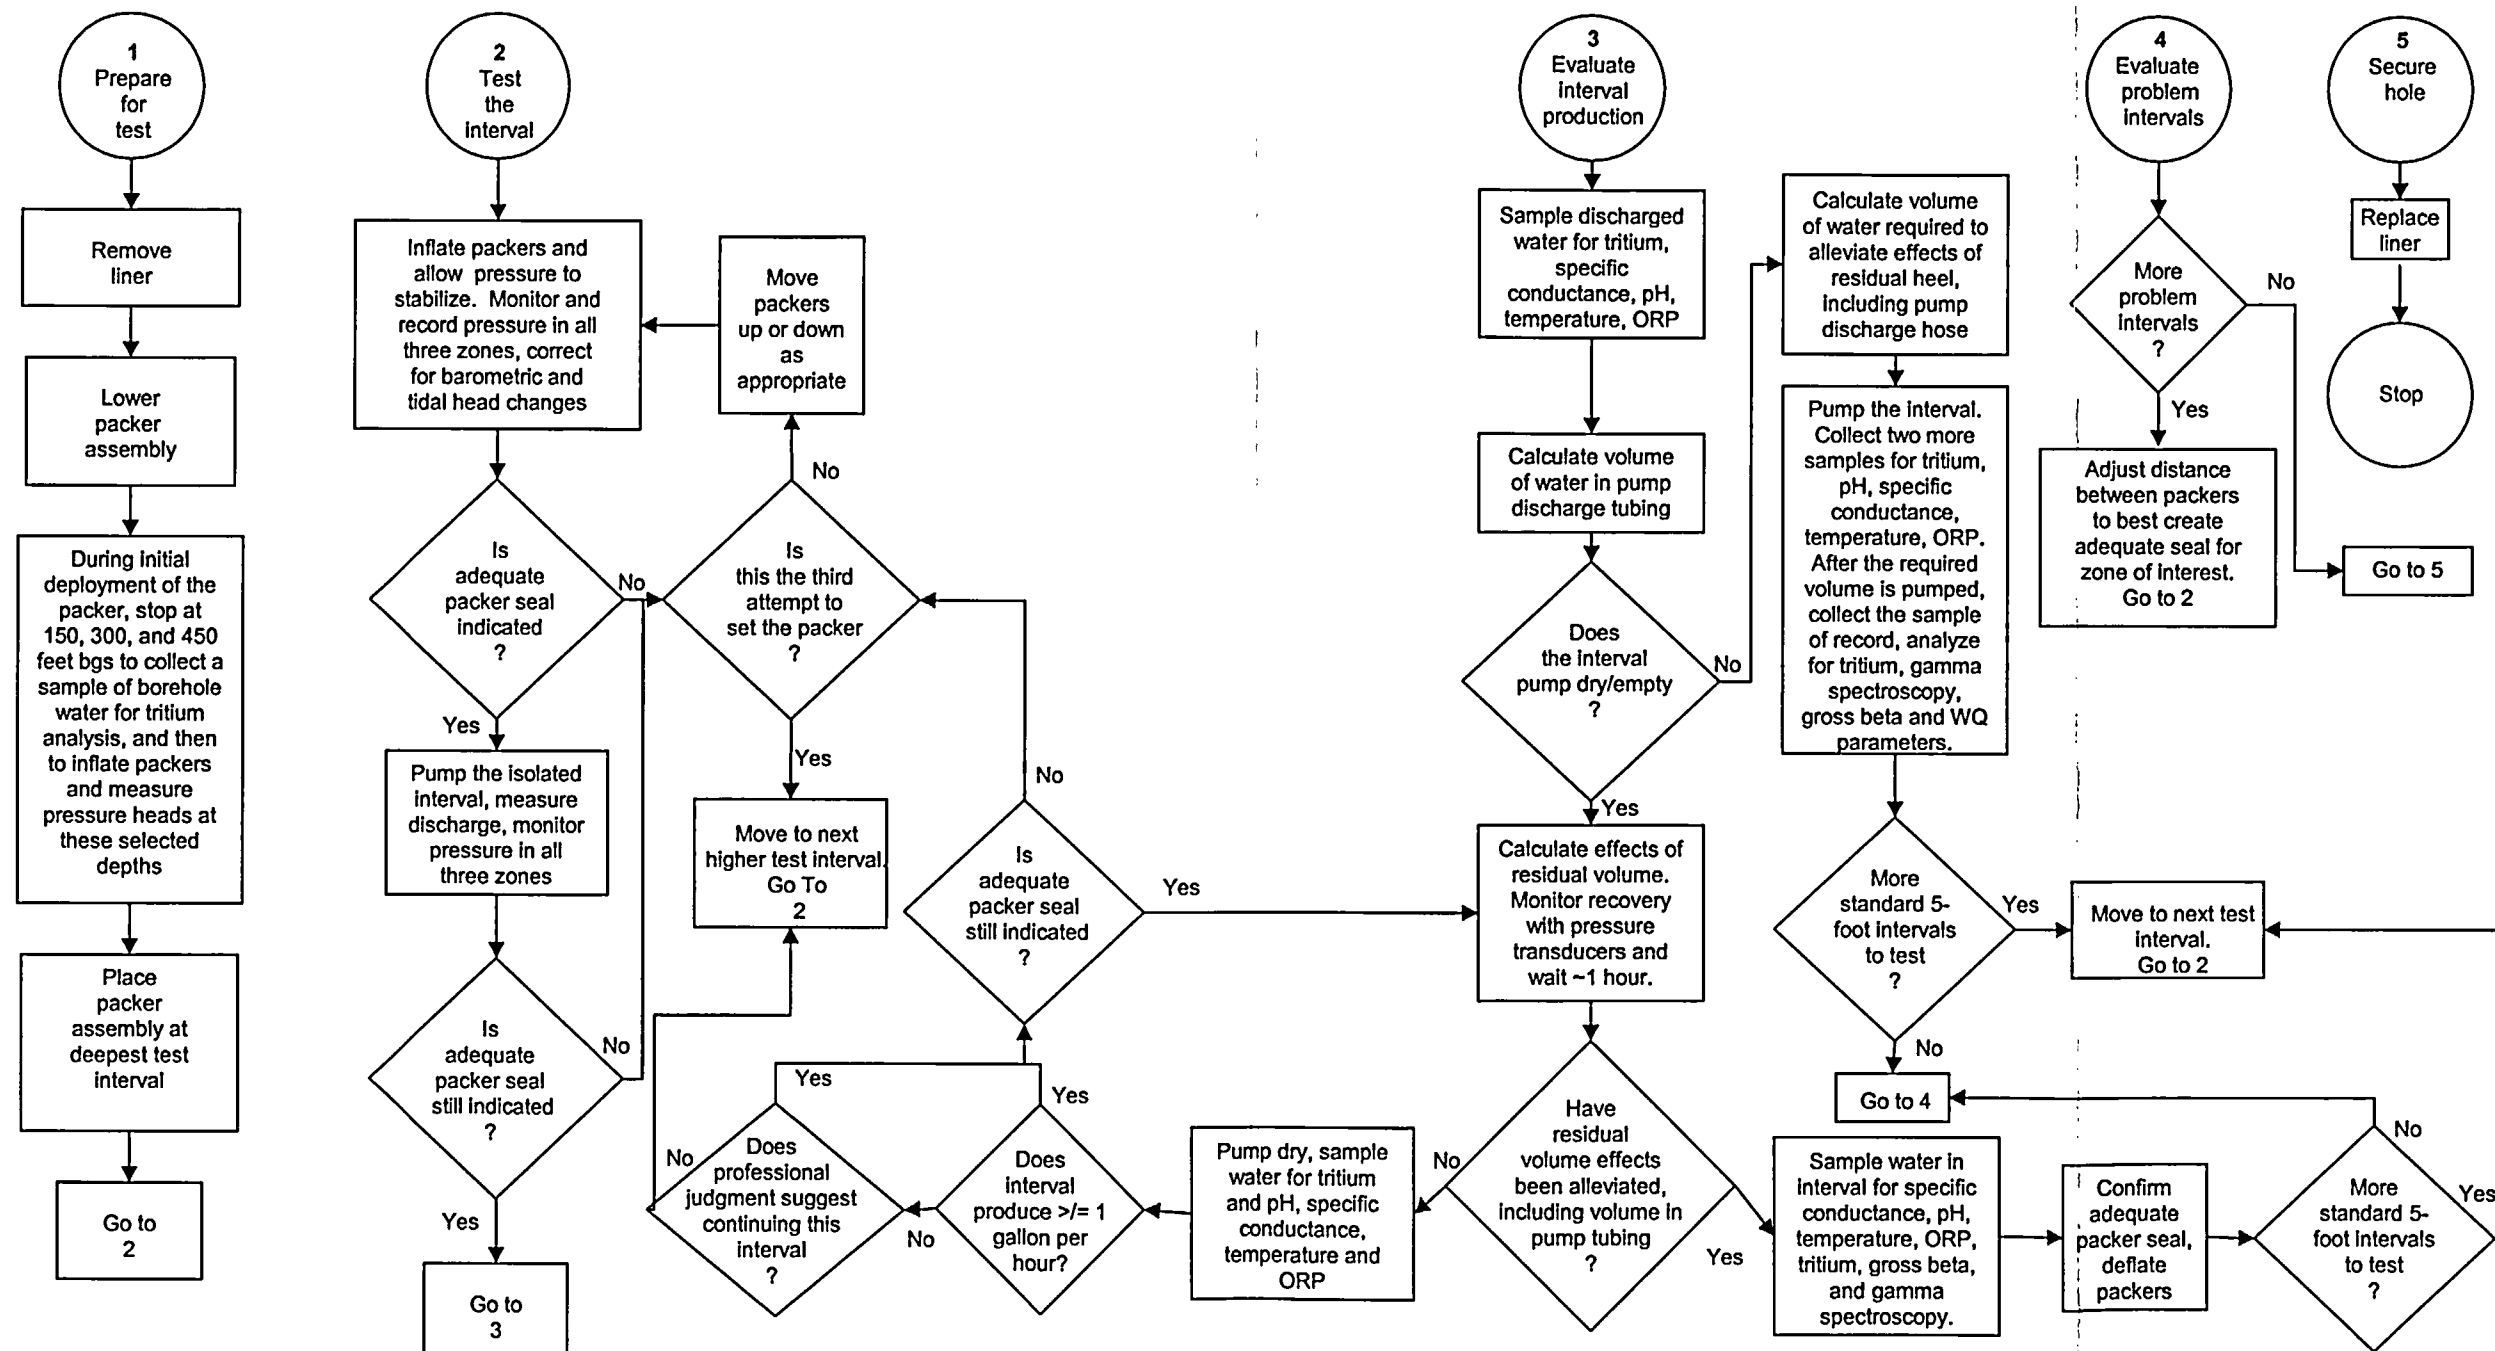 1
Prepare
for
test
Remove
liner
Lower
packer
assembly
During initial
deployment of the
packer, stop at
150, 300, and 450
feet bgs to collect a
sample of borehole
water for tritium
analysis, and then
to inflate packers
and measure
pressure heads at
these selected
depths
Place
packer
assembly at
deepest test
interval
Go to
2
2
Test
the
interval
Inflate packers and
allow pressure to
stabilize. Monitor and
record pressure in all
three zones, correct
for barometric and
tidal head changes
Move
packers
up or down
as
appropriate
No
Is
adequate
packer seal
indicated
?
No
Is
this the third
attempt to
set the packer
?
Yes
Yes
Pump the isolated
interval, measure
discharge, monitor
pressure in all
three zones
Move to next
higher test interval.
Go To
2
Is
adequate
packer seal
still indicated
?
No
Yes
Go to
3
No
Is
adequate
packer seal
still indicated
?
Yes
Yes
Yes
No
Does
professional
judgment suggest
continuing this
interval
?
No
Does
interval
produce >/= 1
gallon per
hour?
Pump dry, sample
water for tritium
and pH, specific
conductance,
temperature and
ORP
3
Evaluate
interval
production
Sample discharged
water for tritium,
specific
conductance, pH,
temperature, ORP
Calculate volume
of water in pump
discharge tubing
Does
the interval
pump dry/empty
?
No
Yes
Calculate effects of
residual volume.
Monitor recovery
with pressure
transducers and
wait ~1 hour.
Have
residual
volume effects
been alleviated,
including volume in
pump tubing
?
No
Yes
Calculate volume
of water required to
alleviate effects of
residual heel,
including pump
discharge hose
Pump the interval.
Collect two more
samples for tritium,
pH, specific
conductance,
temperature, ORP.
After the required
volume is pumped,
collect the sample
of record, analyze
for tritium, gamma
spectroscopy,
gross beta and WQ
parameters.
More
standard 5-
foot intervals
to test
?
Yes
No
Move to next test
interval.
Go to 2
Go to 4
Sample water in
interval for specific
conductance, pH,
temperature, ORP,
tritium, gross beta,
and gamma
spectroscopy.
Confirm
adequate
packer seal,
deflate
packers
No
More
standard 5-
foot intervals
to test
?
Yes
4
Evaluate
problem
intervals
More
problem
intervals
?
No
Yes
Adjust distance
between packers
to best create
adequate seal for
zone of interest.
Go to 2
Go to 5
5
Secure
hole
Replace
liner
Stop